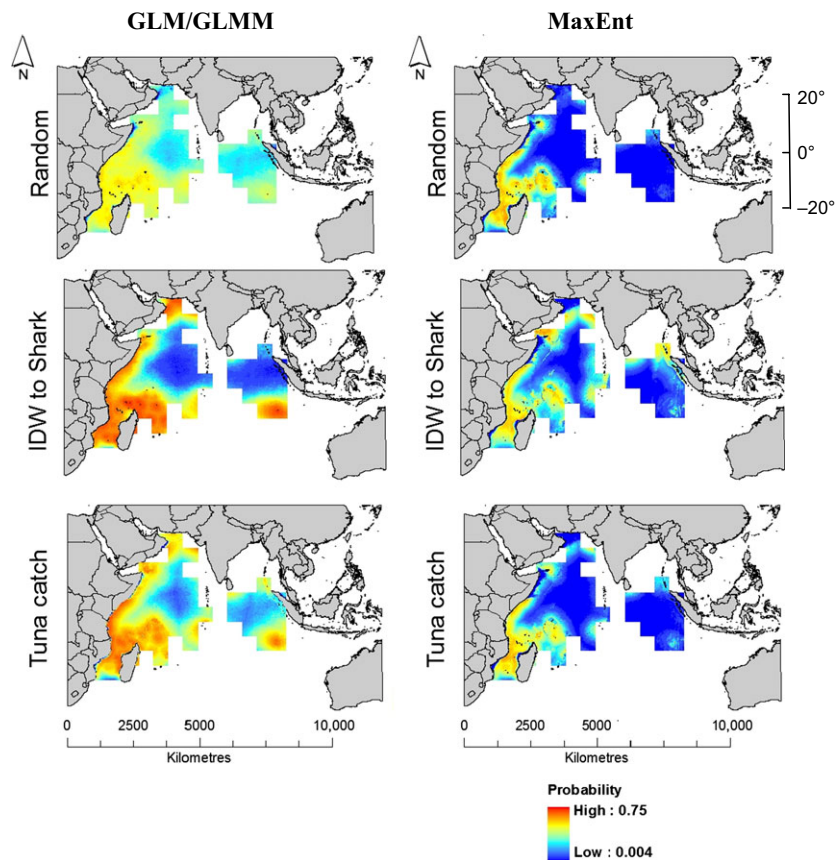 GLM/GLMM
MaxEnt
N
N
Random
20°
0°
–20°
IDW to Shark
IDW to Shark
Random
Tuna catch
Tuna catch
0 2500 5000 10,000
Kilometres
0 2500 5000 10,000
Kilometres
Probability
High : 0.75
Low : 0.004